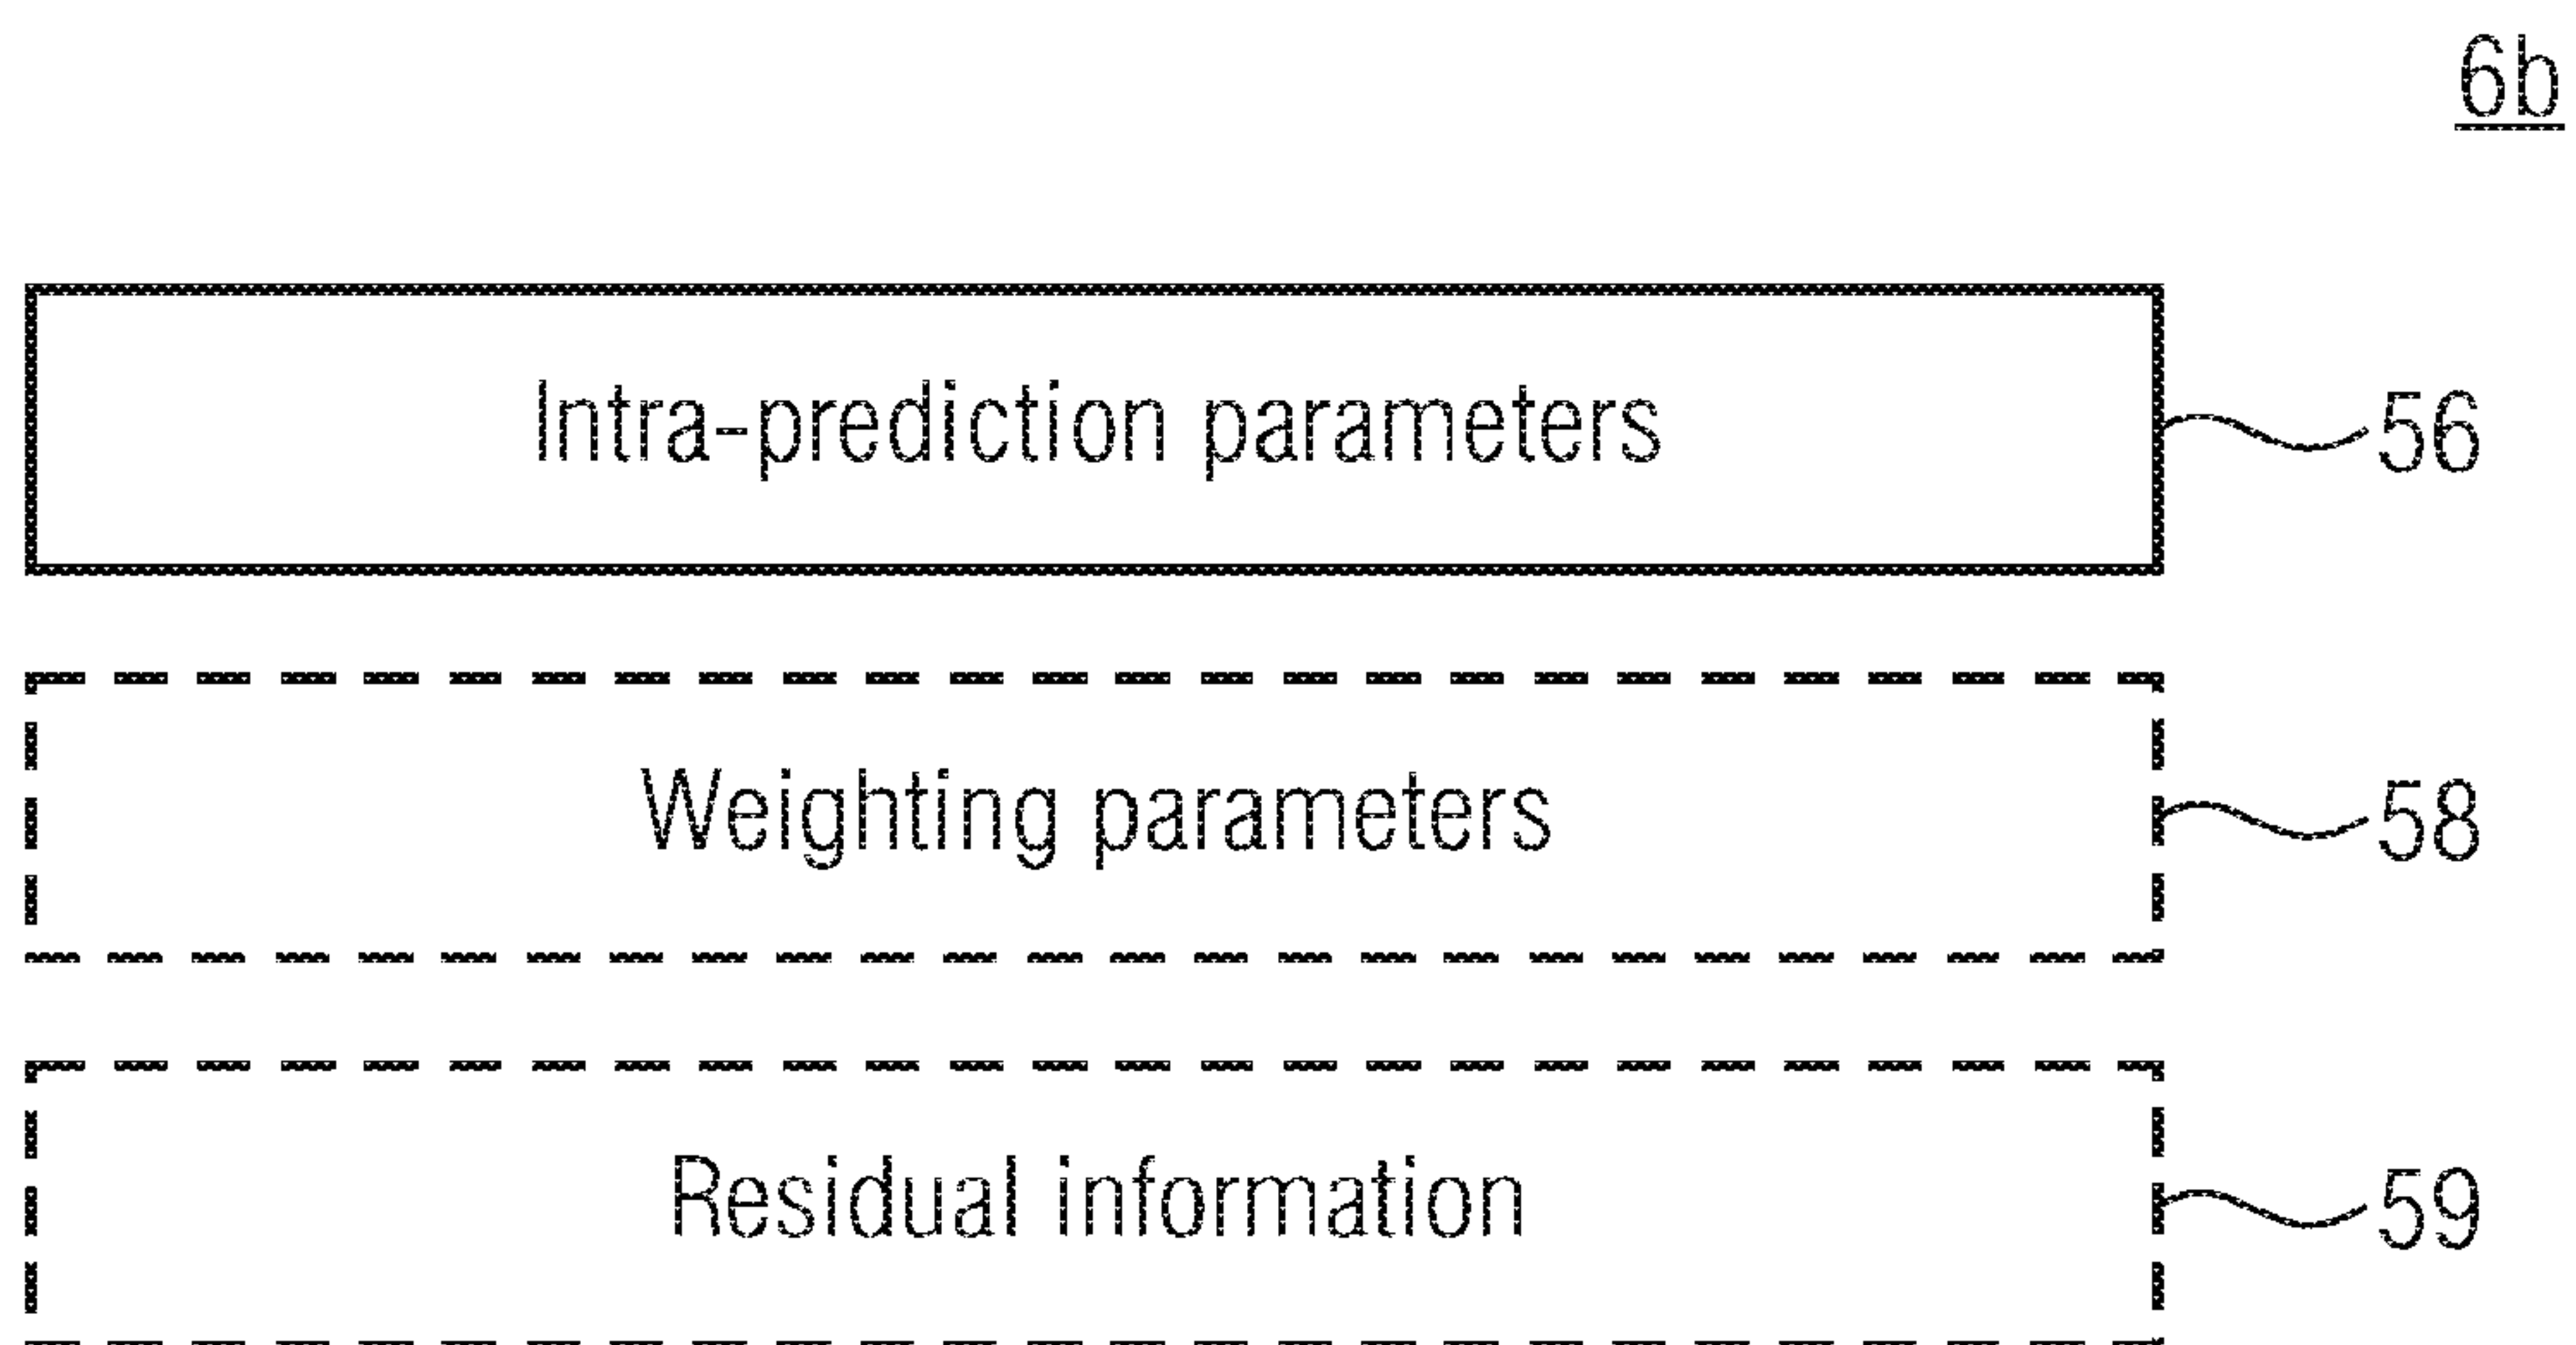 6b
Intra-prediction parameters 56
Weighting parameters 58
Residual information 59